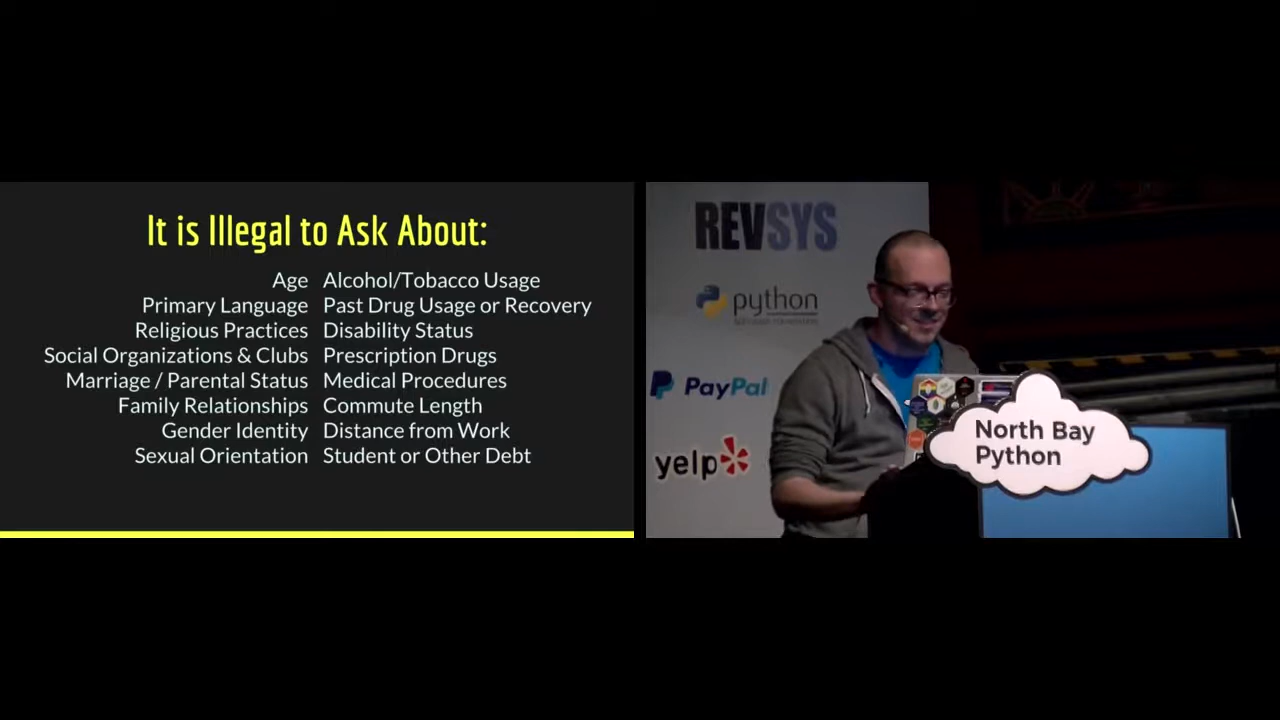 It is Illegal to Ask About:
Age Alcohol/Tobacco Usage
Primary Language Past Drug Usage or Recovery
Religious Practices Disability Status
Social Organizations & Clubs Prescription Drugs
Marriage / Parental Status Medical Procedures
Family Relationships Commute Length
Gender Identity Distance from Work
Sexual Orientation Student or Other Debt
REVSYS
python
PayPal
yelp
North Bay
Python